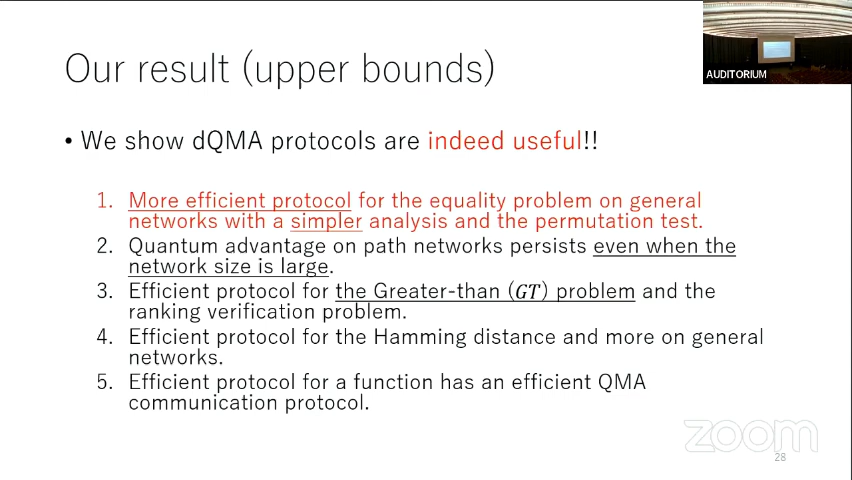 AUDITORIUM
Our result (upper bounds)
• We show dQMA protocols are indeed useful!!
1. More efficient protocol for the equality problem on general
networks with a simpler analysis and the permutation test.
2. Quantum advantage on path networks persists even when the
network size is large.
3. Efficient protocol for the Greater-than (GT) problem and the
ranking verification problem.
4. Efficient protocol for the Hamming distance and more on general
networks.
5. Efficient protocol for a function has an efficient QMA
communication protocol.
zoom
28